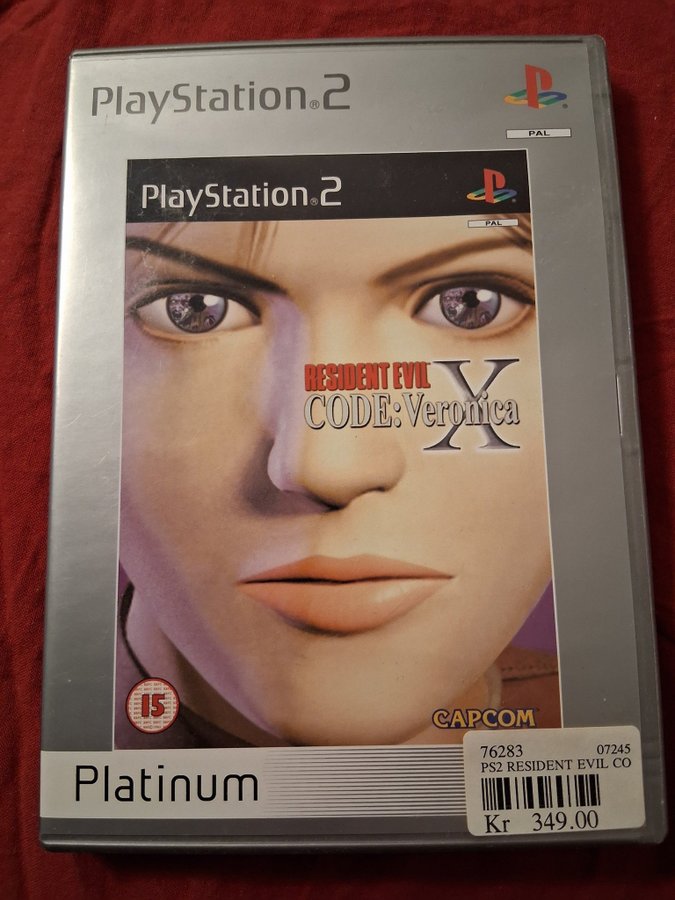 PlayStation®2
PAL
PlayStation®2
PAL
RESIDENT EVIL™
CODE:Veronica X
15
CAPCOM
Platinum
76283 07245
PS2 RESIDENT EVIL CO
Kr 349.00